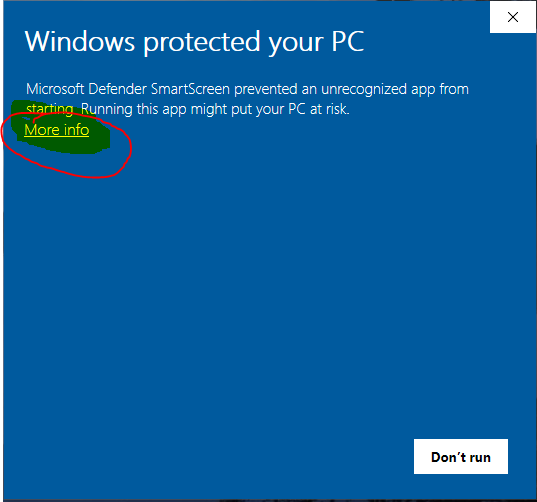 Windows protected your PC
Microsoft Defender SmartScreen prevented an unrecognized app from
starting. Running this app might put your PC at risk.
More info
Don't run